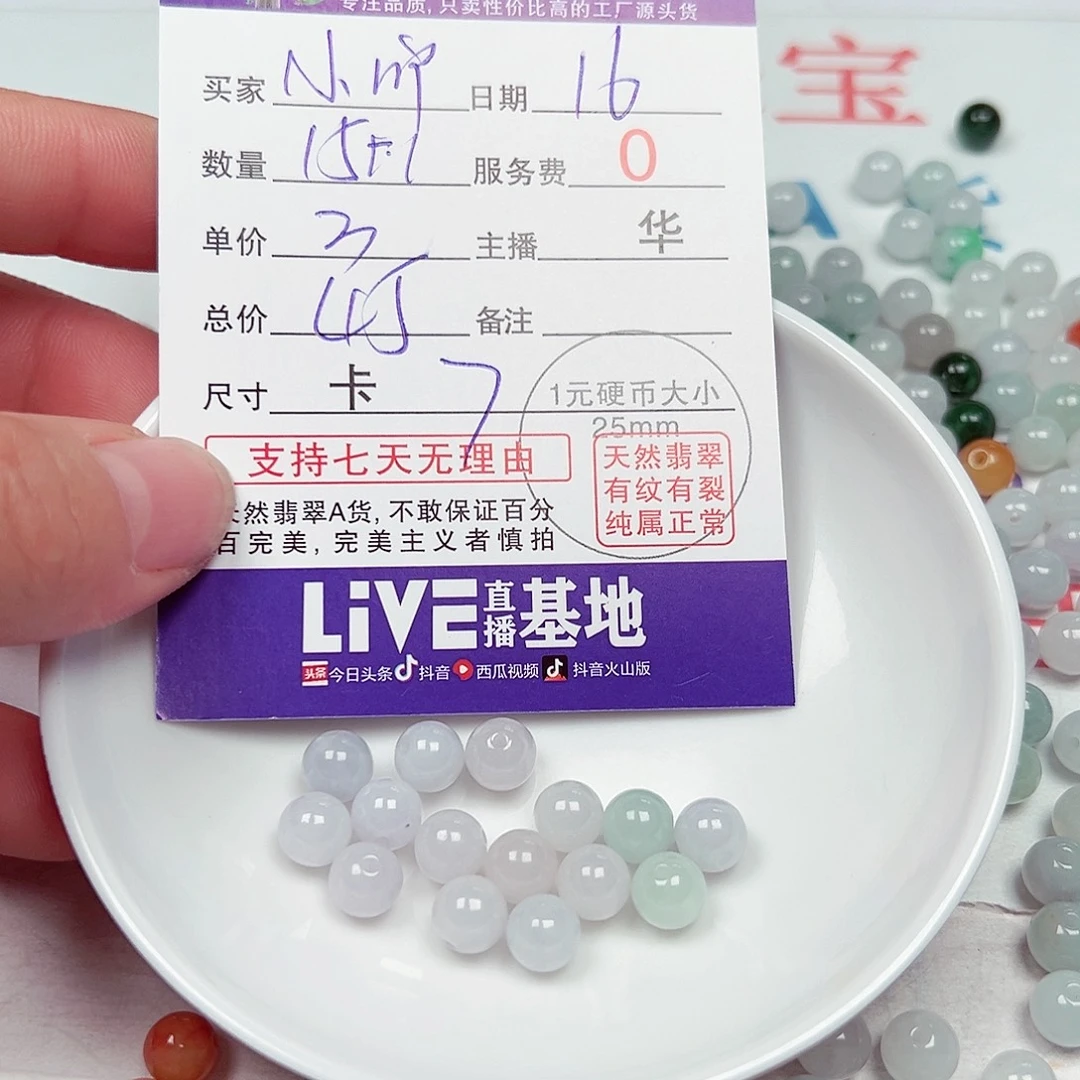 专注品质, 只卖性价比高的工厂源头货
买家 小 日期 16
数量 15+1 服务费 0
单价 3 主播 华
总价 45 备注
尺寸 卡 7
1元硬币大小
25mm
支持七天无理由
天然翡翠
有纹有裂
纯属正常
然翡翠A货, 不敢保证百分
百完美, 完美主义者慎拍
LiVE直播基地
头条 今日头条 抖音 西瓜视频 抖音火山版
宝
A